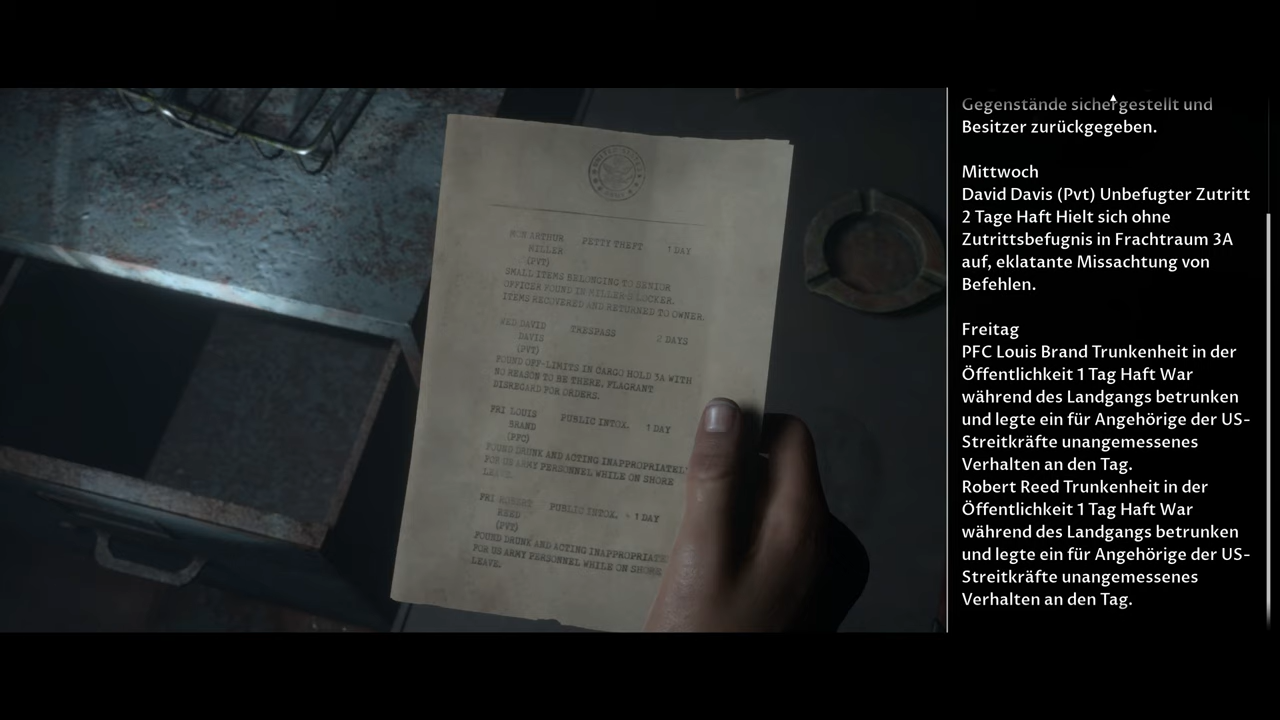 UNITED STATES
MON ARTHUR PETTY THEFT 1 DAY
MILLER
(PVT)
SMALL ITEMS BELONGING TO SENIOR
OFFICER FOUND IN MILLER'S LOCKER.
ITEMS RECOVERED AND RETURNED TO OWNER.
WED DAVID TRESPASS 2 DAYS
DAVIS
(PVT)
FOUND OFF-LIMITS IN CARGO HOLD 3A WITH
NO REASON TO BE THERE, FLAGRANT
DISREGARD FOR ORDERS.
FRI LOUIS PUBLIC INTOX. 1 DAY
BRAND
(PFC)
FOUND DRUNK AND ACTING INAPPROPRIATELY
FOR US ARMY PERSONNEL WHILE ON SHORE
LEAVE.
FRI ROBERT PUBLIC INTOX. 1 DAY
REED
(PVT)
FOUND DRUNK AND ACTING INAPPROPRIATE
FOR US ARMY PERSONNEL WHILE ON SHORE
LEAVE.
Gegenstände sichergestellt und
Besitzer zurückgegeben.
Mittwoch
David Davis (Pvt) Unbefugter Zutritt
2 Tage Haft Hielt sich ohne
Zutrittsbefugnis in Frachtraum 3A
auf, eklatante Missachtung von
Befehlen.
Freitag
PFC Louis Brand Trunkenheit in der
Öffentlichkeit 1 Tag Haft War
während des Landgangs betrunken
und legte ein für Angehörige der US-
Streitkräfte unangemessenes
Verhalten an den Tag.
Robert Reed Trunkenheit in der
Öffentlichkeit 1 Tag Haft War
während des Landgangs betrunken
und legte ein für Angehörige der US-
Streitkräfte unangemessenes
Verhalten an den Tag.